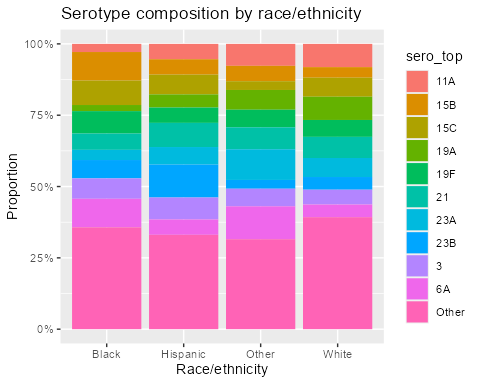 Serotype composition by race/ethnicity
100%
75%
50%
25%
0%
Proportion
Black
Hispanic
Other
White
Race/ethnicity
sero_top
11A
15B
15C
19A
19F
21
23A
23B
3
6A
Other